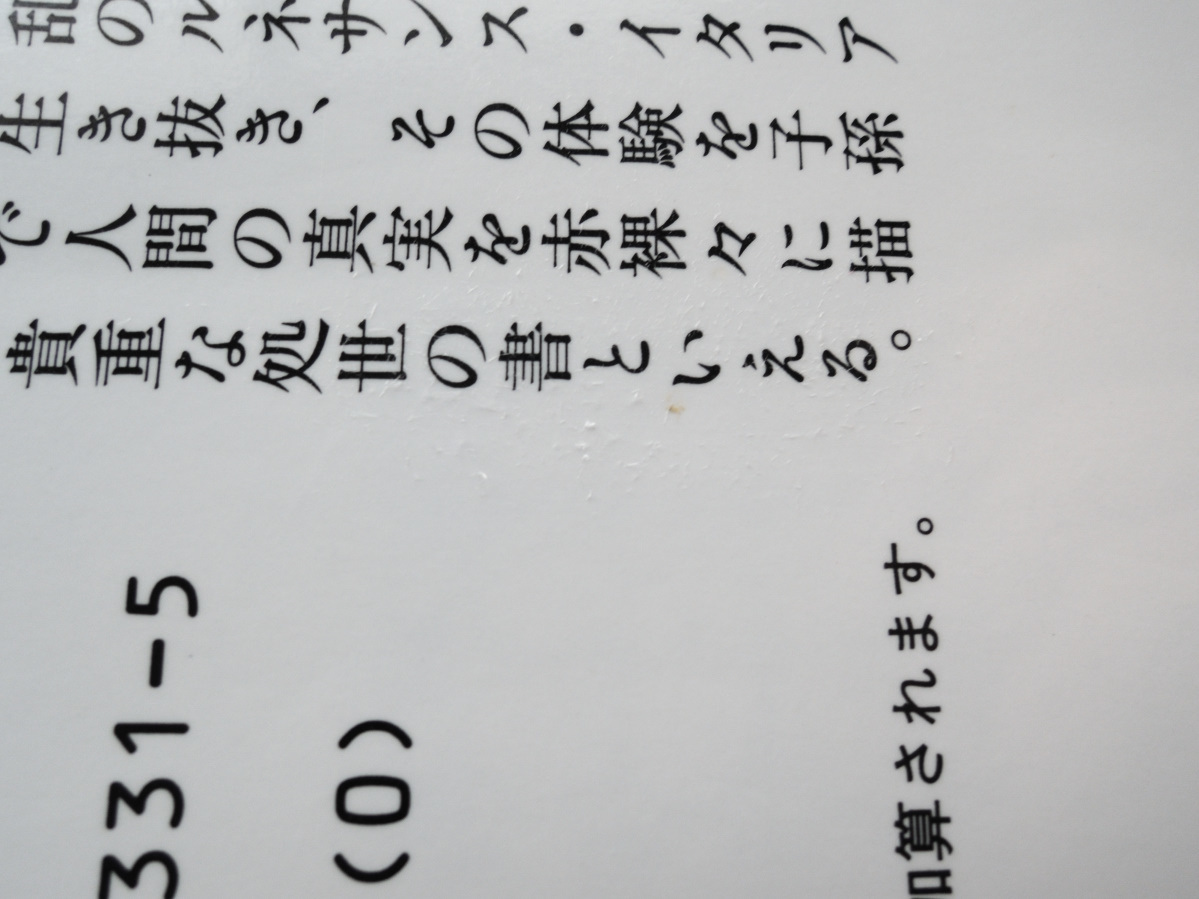 乱のルネサンス・イタリア
生き抜き、その体験を子孫
で人間の真実を赤裸々に描
貴重な処世の書といえる。
331-5
(0)
加算されます。